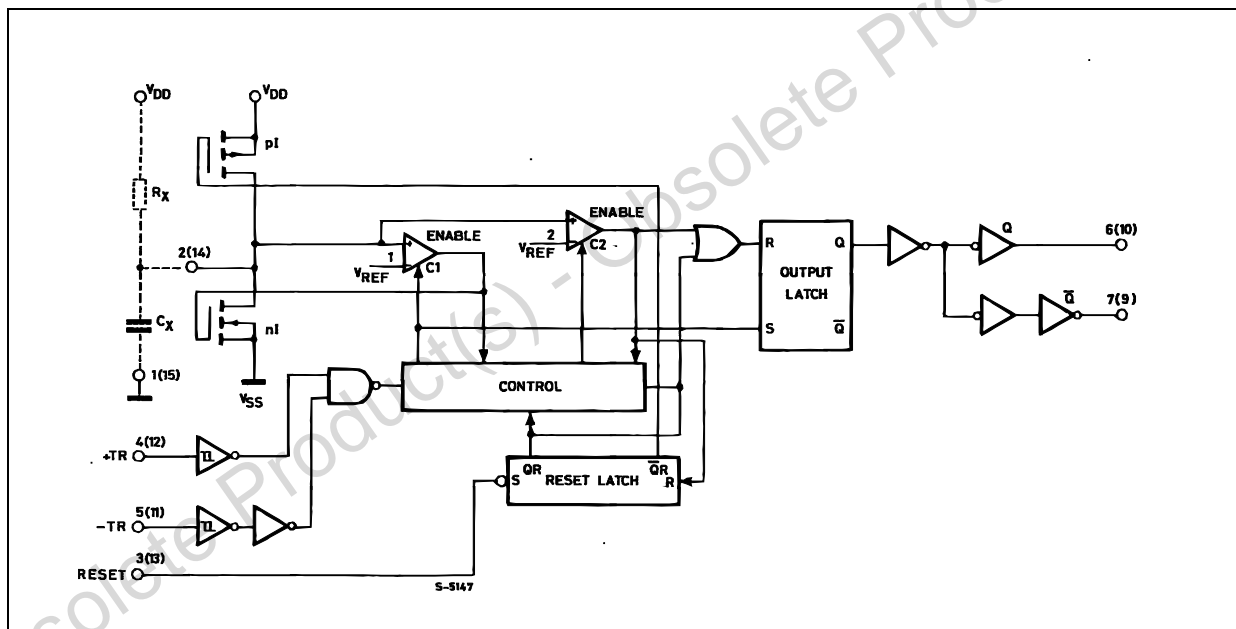 Obsolete Product(s) - Obsolete Prod
VDD
VDD
pI
RX
2(14)
CX
nI
1(15)
VSS
1
VREF
ENABLE
C1
2
VREF
ENABLE
C2
R
Q
OUTPUT
LATCH
S
Q̅
Q
6(10)
Q̅
7(9)
CONTROL
4(12)
+TR
5(11)
-TR
3(13)
RESET
QR
Q̅R
S
RESET LATCH
R
S-5147